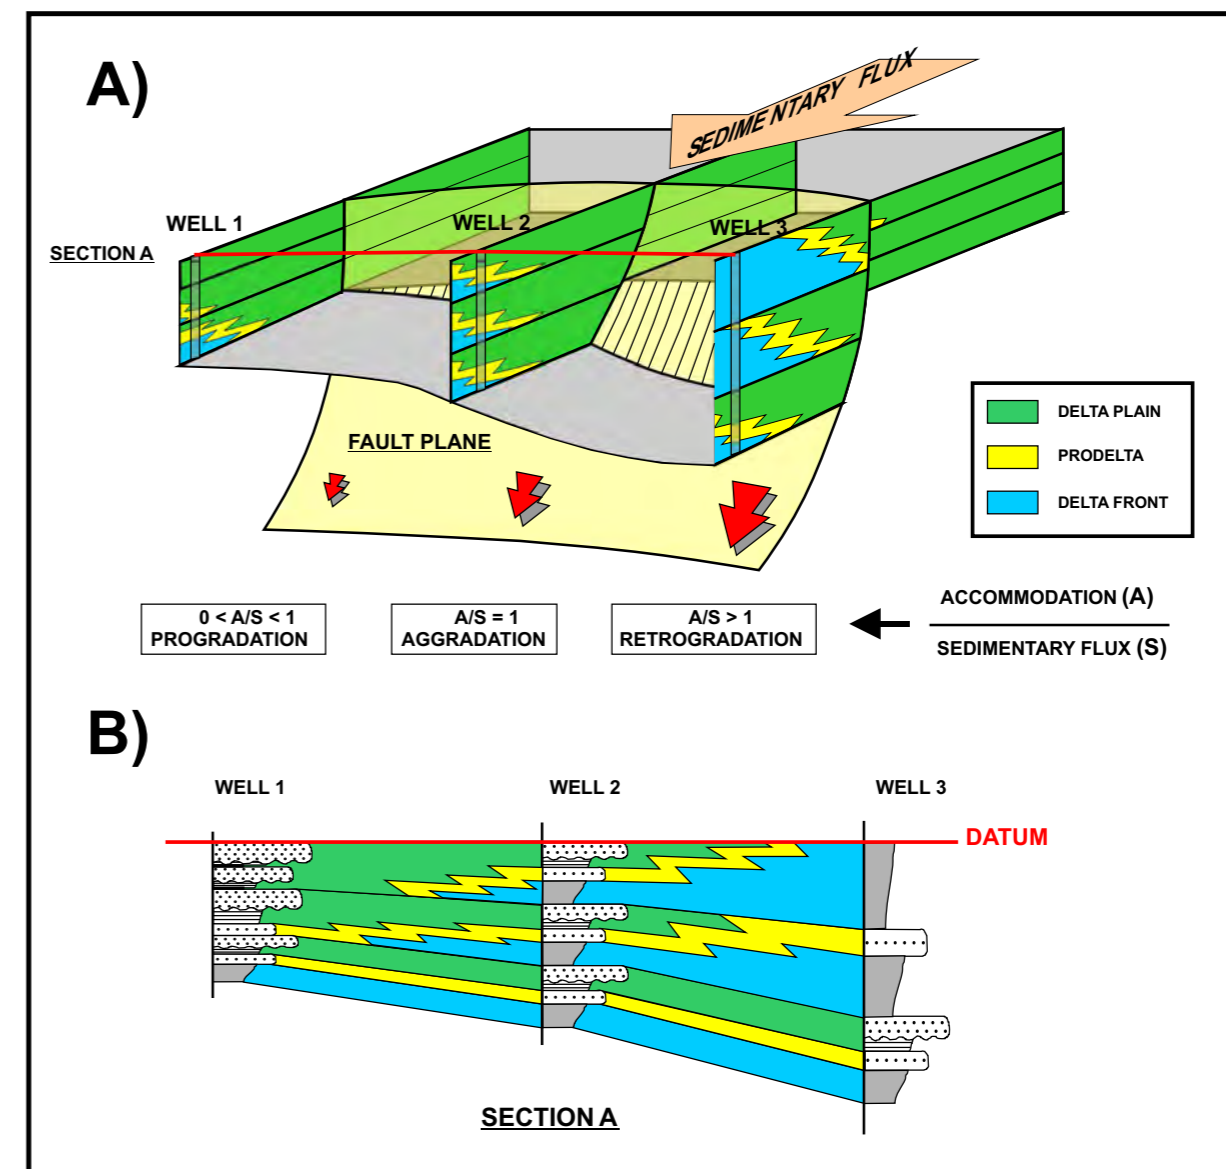 A)
SEDIMENTARY FLUX
WELL 1
WELL 2
WELL 3
SECTION A
FAULT PLANE
DELTA PLAIN
PRODELTA
DELTA FRONT
0 < A/S < 1
PROGRADATION
A/S = 1
AGGRADATION
A/S > 1
RETROGRADATION
ACCOMMODATION (A)
SEDIMENTARY FLUX (S)
B)
WELL 1
WELL 2
WELL 3
DATUM
SECTION A